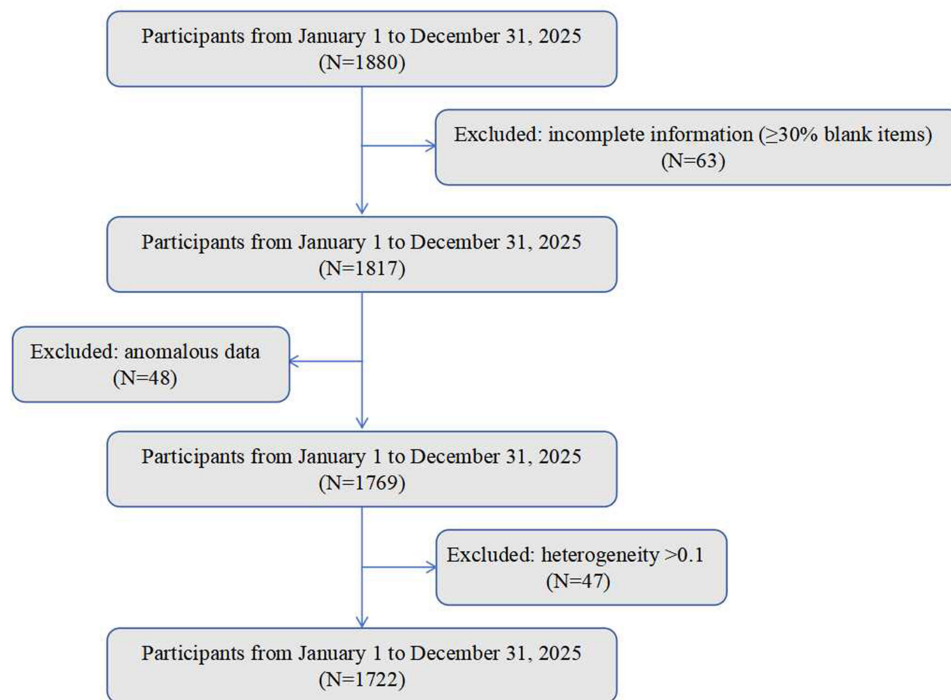 Participants from January 1 to December 31, 2025
(N=1880)
Excluded: incomplete information (≥30% blank items)
(N=63)
Participants from January 1 to December 31, 2025
(N=1817)
Excluded: anomalous data
(N=48)
Participants from January 1 to December 31, 2025
(N=1769)
Excluded: heterogeneity >0.1
(N=47)
Participants from January 1 to December 31, 2025
(N=1722)